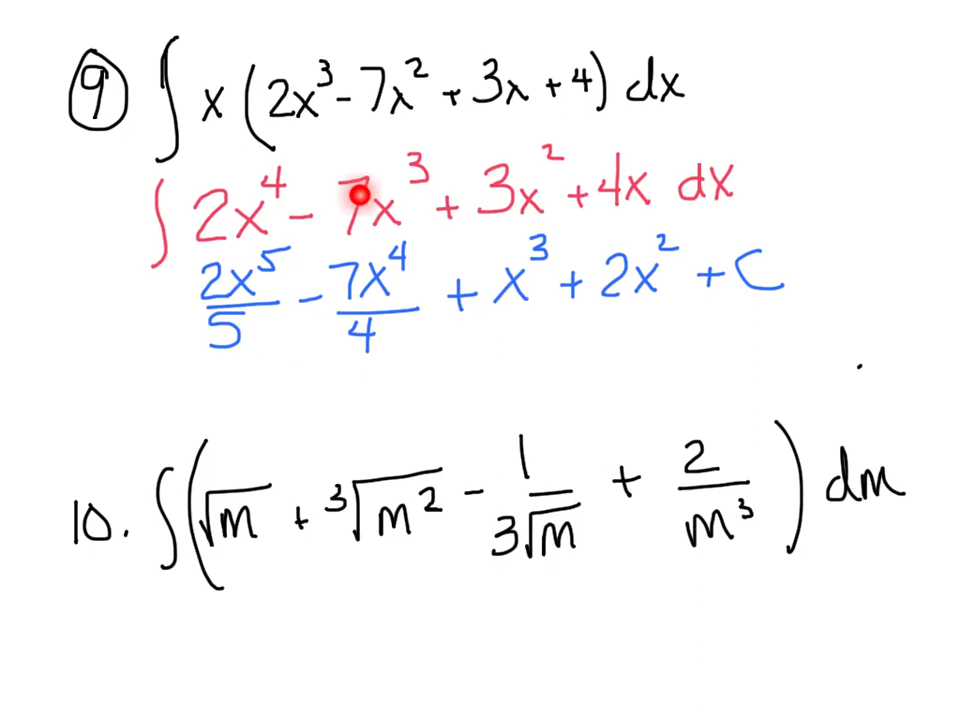 ⑨ ∫ x (2x³ - 7x² + 3x + 4) dx
∫ 2x⁴ - 7x³ + 3x² + 4x dx
2x⁵/5 - 7x⁴/4 + x³ + 2x² + C
10. ∫ (√m + ³√m² - 1/3√m + 2/m³) dm